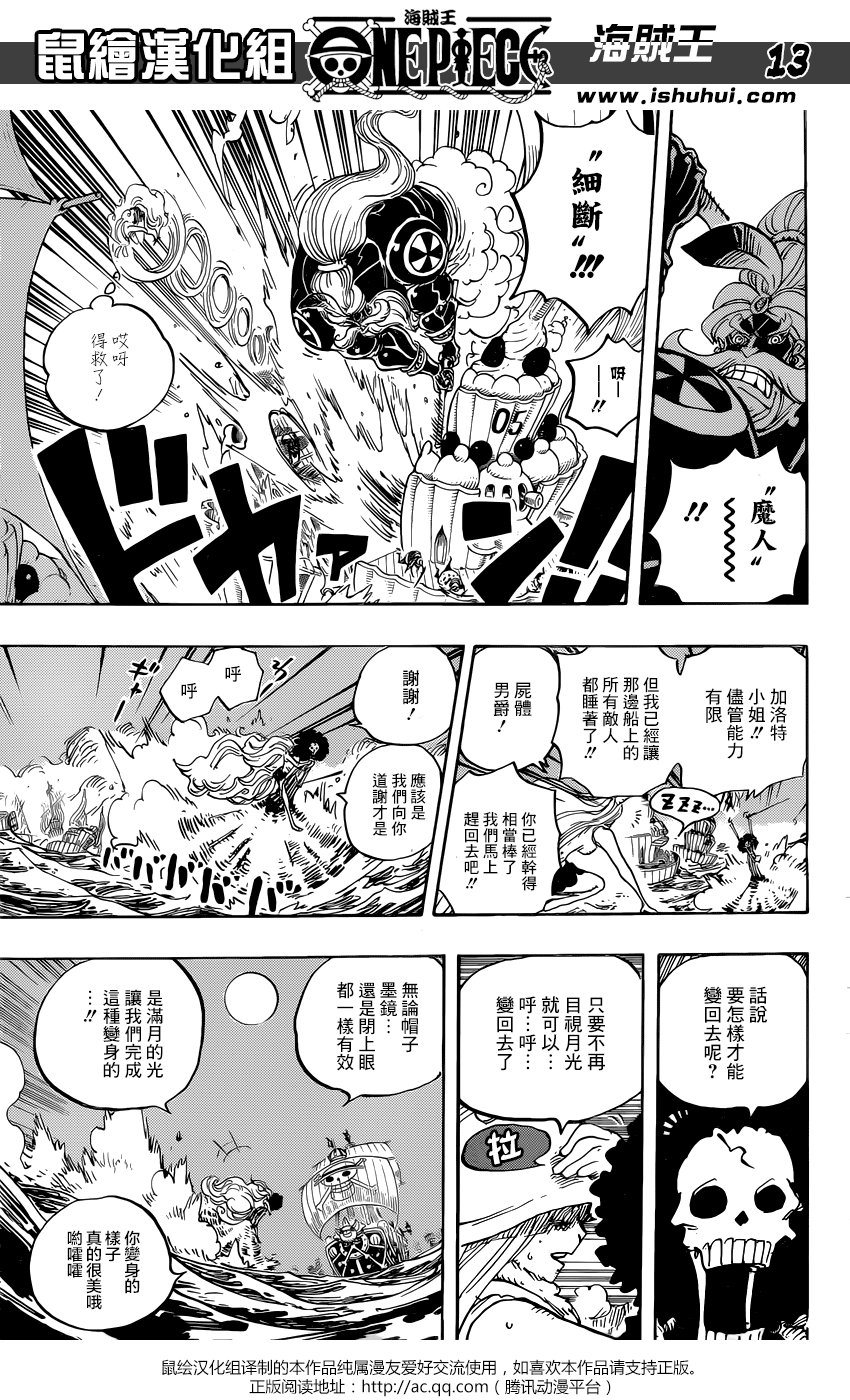 鼠繪漢化組
海賊王
ONE PIECE
海賊王
13
www.ishuhui.com
“魔人”
!!
“細斷”!!!
呀
——!!
哎呀
得救了!
ドカァン!!!
加洛特
小姐!!
儘管能力
有限
但我已經讓
那邊船上的
所有敵人
都睡著了!!
ZZZ...
屍體
男爵!
你已經幹得
相當棒了
我們馬上
趕回去吧!!
謝謝!
應該是
我們向你
道謝才是
呼
呼
バババババ
話說
要怎樣才能
變回去呢?
只要不再
目視月光
就可以…
呼…呼…
變回去了
拉
無論帽子
墨鏡…
還是閉上眼
都一樣有效
是滿月的光
讓我們完成
這種變身的
…!!
你變身的
樣子
真的很美哦
喲嚯嚯
鼠绘汉化组译制的本作品纯属漫友爱好交流使用，如喜欢本作品请支持正版。
正版阅读地址：http://ac.qq.com（腾讯动漫平台）